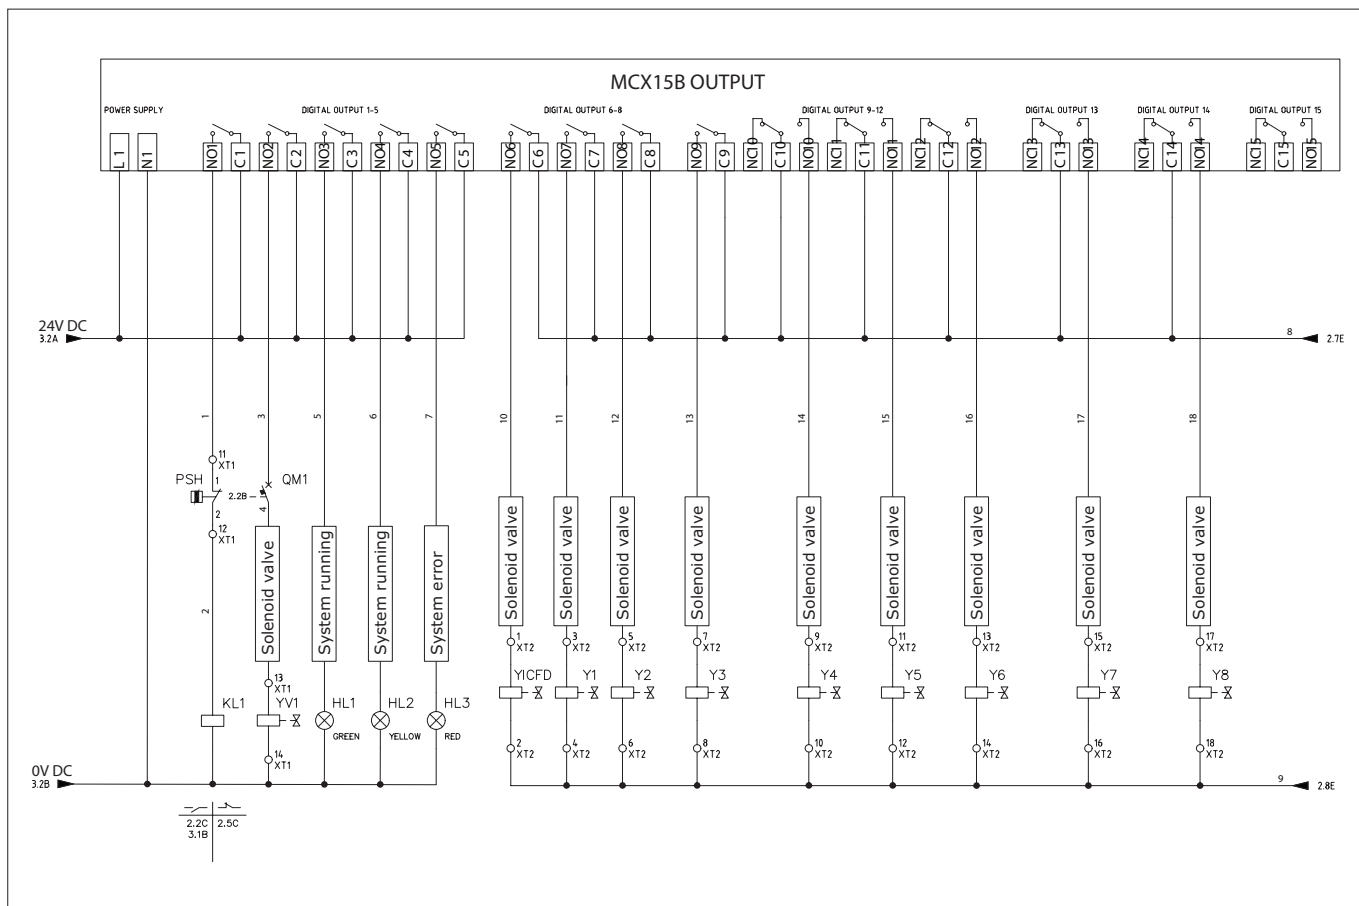 MCX15B OUTPUT
POWER SUPPLY DIGITAL OUTPUT 1-5 DIGITAL OUTPUT 6-8 DIGITAL OUTPUT 9-12 DIGITAL OUTPUT 13 DIGITAL OUTPUT 14 DIGITAL OUTPUT 15
L1 N1 NO1 C1 NO2 C2 NO3 C3 NO4 C4 NO5 C5 NO6 C6 NO7 C7 NO8 C8 NO9 C9 NC10 C10 NO10 NC11 C11 NO11 NC12 C12 NO12 NC13 C13 NO13 NC14 C14 NO14 NC15 C15 NO15
24V DC
3.2A
8 2.7E
1 3 5 6 7 10 11 12 13 14 15 16 17 18
11
XT1
PSH 1 2.2B QM1
2 4
12
XT1
2
Solenoid valve System running System running System error Solenoid valve Solenoid valve Solenoid valve Solenoid valve Solenoid valve Solenoid valve Solenoid valve Solenoid valve Solenoid valve
1 3 5 7 9 11 13 15 17
XT2 XT2 XT2 XT2 XT2 XT2 XT2 XT2 XT2
YICFD Y1 Y2 Y3 Y4 Y5 Y6 Y7 Y8
13
XT1
KL1 YV1 HL1 HL2 HL3
GREEN YELLOW RED
2 4 6 8 10 12 14 16 18
XT2 XT2 XT2 XT2 XT2 XT2 XT2 XT2 XT2
14
XT1
0V DC
3.2B
9 2.8E
2.2C 2.5C
3.1B